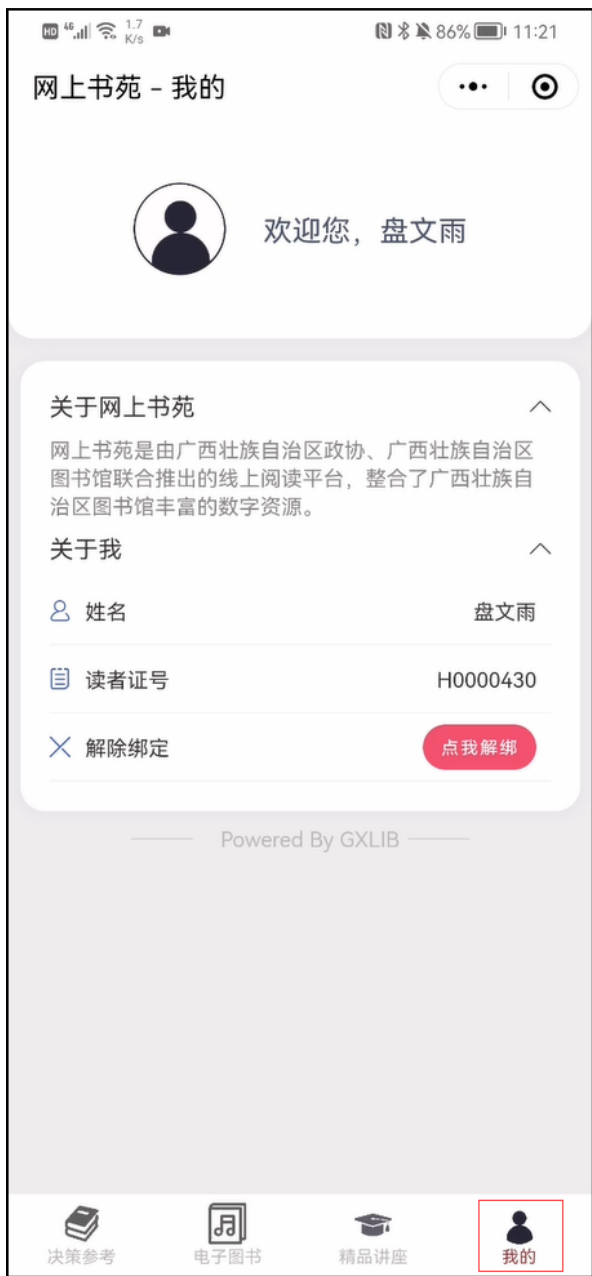 HD 4G 1.7 K/s 86% 11:21
网上书苑 – 我的
欢迎您，盘文雨
关于网上书苑
网上书苑是由广西壮族自治区政协、广西壮族自治区
图书馆联合推出的线上阅读平台，整合了广西壮族自
治区图书馆丰富的数字资源。
关于我
姓名 盘文雨
读者证号 H0000430
解除绑定 点我解绑
Powered By GXLIB
决策参考 电子图书 精品讲座 我的